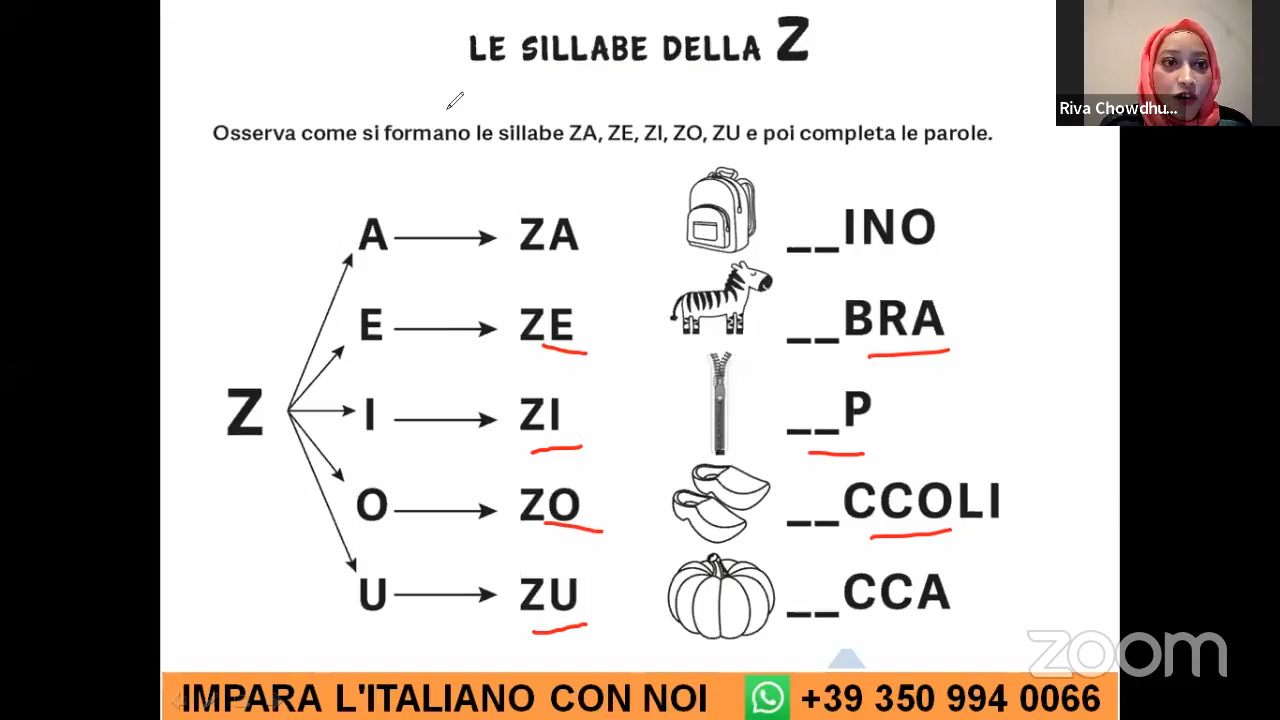 LE SILLABE DELLA Z
Riva Chowdhu...
Osserva come si formano le sillabe ZA, ZE, ZI, ZO, ZU e poi completa le parole.
Z
A ZA
E ZE
I ZI
O ZO
U ZU
__INO
__BRA
__P
__CCOLI
__CCA
zoom
IMPARA L'ITALIANO CON NOI +39 350 994 0066